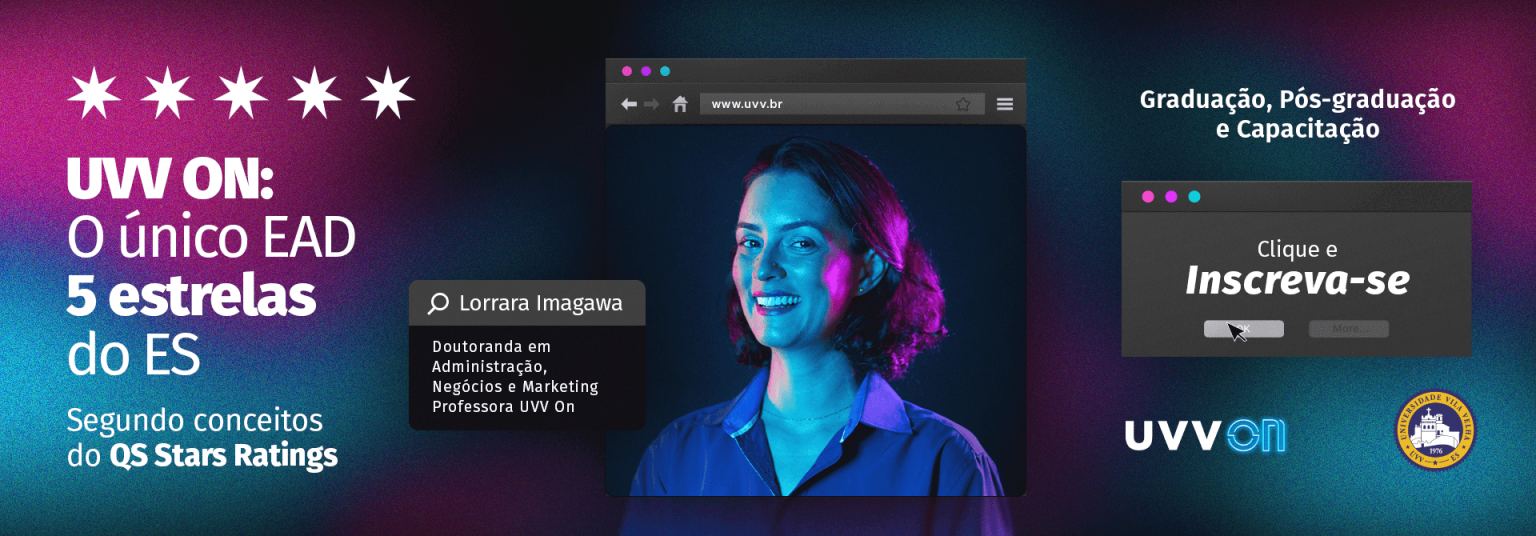 UVV ON:
O único EAD
5 estrelas
do ES
Segundo conceitos
do QS Stars Ratings
Lorrara Imagawa
Doutoranda em
Administração,
Negócios e Marketing
Professora UVV On
www.uvv.br
Graduação, Pós-graduação
e Capacitação
Clique e
Inscreva-se
More...
UVVON
UNIVERSIDADE VILA VELHA
1976
UVV ES